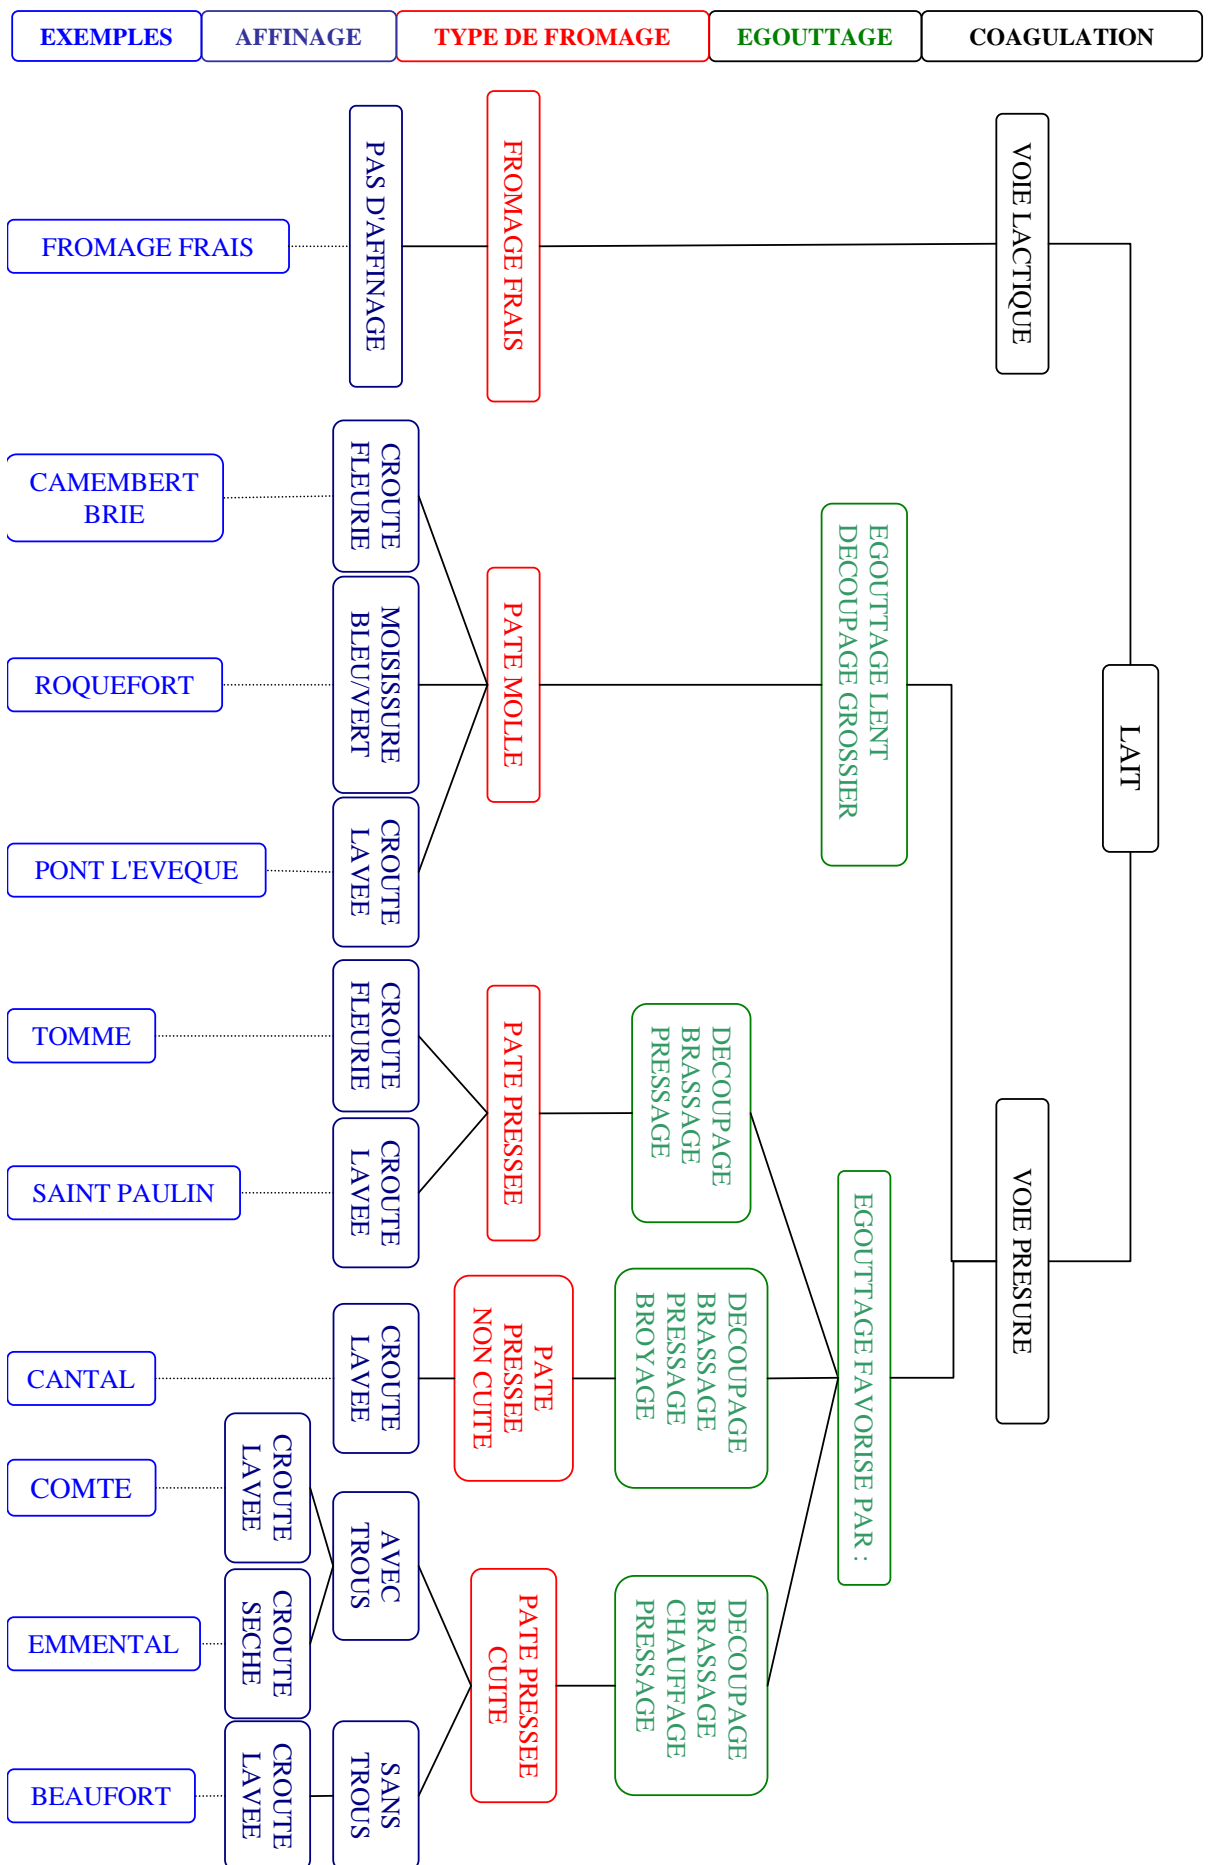 EXEMPLES
AFFINAGE
TYPE DE FROMAGE
EGOUTTAGE
COAGULATION
LAIT
VOIE LACTIQUE
VOIE PRESURE
EGOUTTAGE LENT
DECOUPAGE GROSSIER
EGOUTTAGE FAVORISE PAR :
DECOUPAGE
BRASSAGE
PRESSAGE
DECOUPAGE
BRASSAGE
PRESSAGE
BROYAGE
DECOUPAGE
BRASSAGE
CHAUFFAGE
PRESSAGE
FROMAGE FRAIS
PATE MOLLE
PATE PRESSEE
PATE
PRESSEE
NON CUITE
PATE PRESSEE
CUITE
PAS D'AFFINAGE
CROUTE
FLEURIE
MOISISSURE
BLEU/VERT
CROUTE
LAVEE
CROUTE
FLEURIE
CROUTE
LAVEE
CROUTE
LAVEE
AVEC
TROUS
SANS
TROUS
CROUTE
LAVEE
CROUTE
SECHE
CROUTE
LAVEE
FROMAGE FRAIS
CAMEMBERT
BRIE
ROQUEFORT
PONT L'EVEQUE
TOMME
SAINT PAULIN
CANTAL
COMTE
EMMENTAL
BEAUFORT